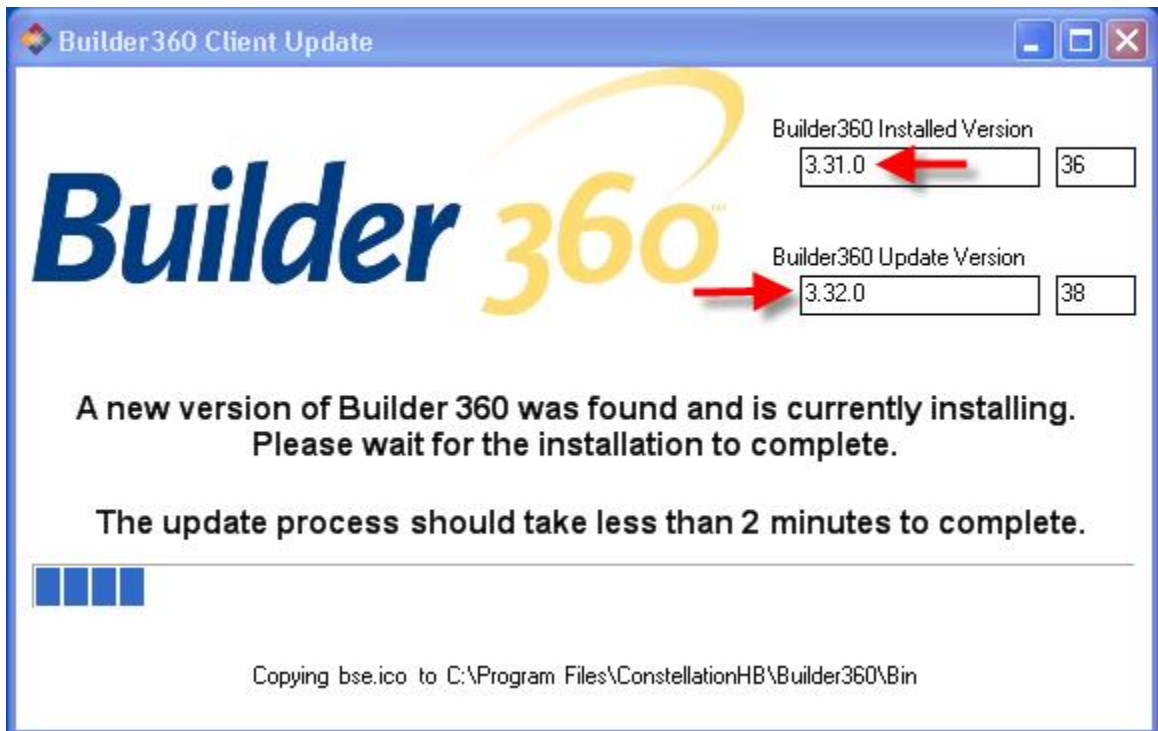 Builder360 Client Update
Builder 360™
Builder360 Installed Version
3.31.0 36
Builder360 Update Version
3.32.0 38
A new version of Builder 360 was found and is currently installing.
Please wait for the installation to complete.
The update process should take less than 2 minutes to complete.
Copying bse.ico to C:\Program Files\ConstellationHB\Builder360\Bin